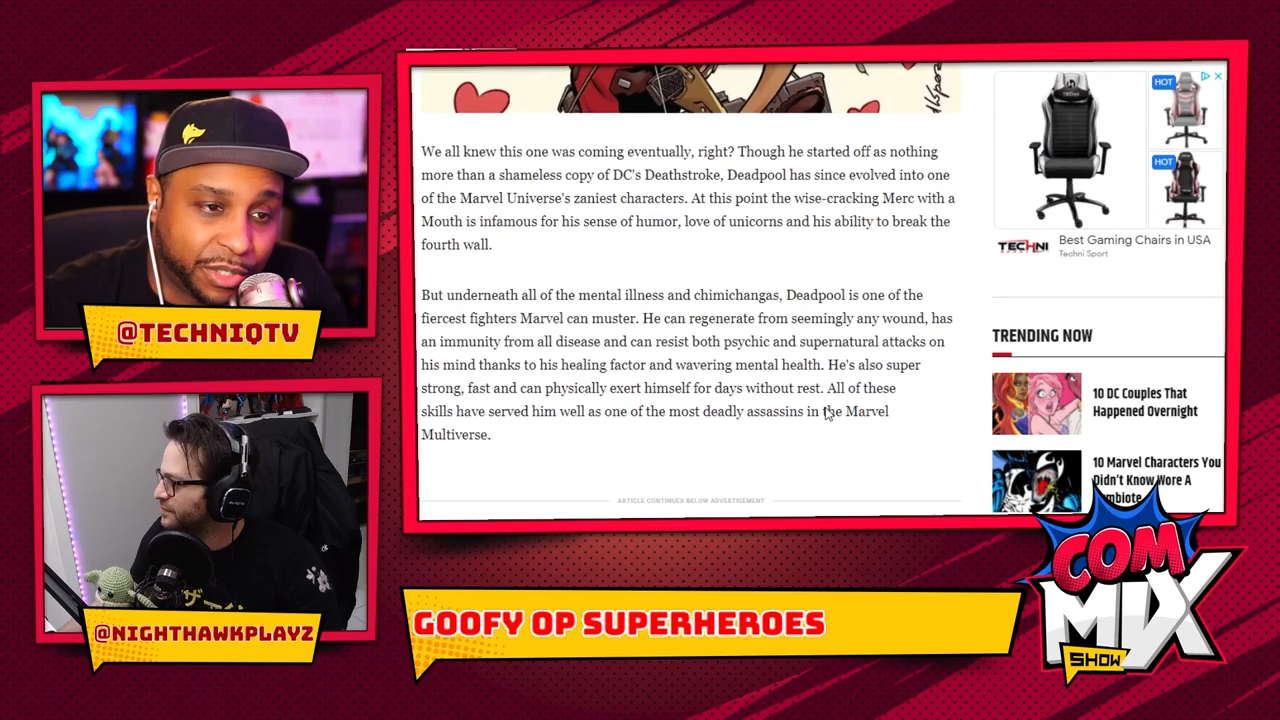 @TECHNIQTV
@NIGHTHAWKPLAYZ
We all knew this one was coming eventually, right? Though he started off as nothing
more than a shameless copy of DC's Deathstroke, Deadpool has since evolved into one
of the Marvel Universe's zaniest characters. At this point the wise-cracking Merc with a
Mouth is infamous for his sense of humor, love of unicorns and his ability to break the
fourth wall.
But underneath all of the mental illness and chimichangas, Deadpool is one of the
fiercest fighters Marvel can muster. He can regenerate from seemingly any wound, has
an immunity from all disease and can resist both psychic and supernatural attacks on
his mind thanks to his healing factor and wavering mental health. He's also super
strong, fast and can physically exert himself for days without rest. All of these
skills have served him well as one of the most deadly assassins in the Marvel
Multiverse.
ARTICLE CONTINUES BELOW ADVERTISEMENT
HOT
HOT
TECHNI
SPORT
Best Gaming Chairs in USA
Techni Sport
TRENDING NOW
10 DC Couples That
Happened Overnight
10 Marvel Characters You
Didn't Know Wore A
GOOFY OP SUPERHEROES
COM
MIX
SHOW